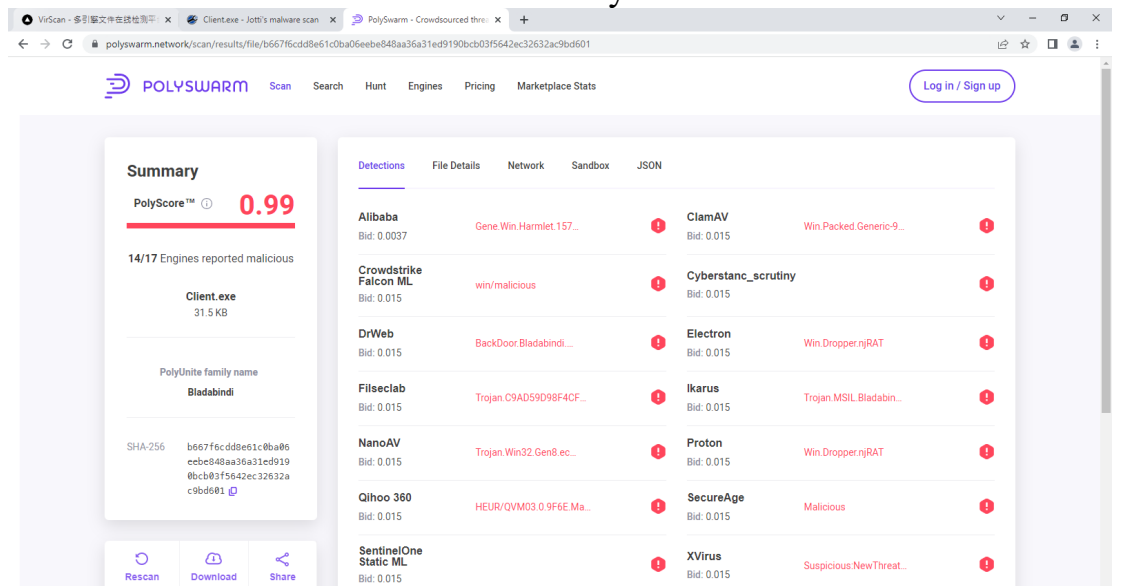 VirScan - 多引擎文件在线检测平
Client.exe - Jotti's malware scan
PolySwarm - Crowdsourced threa
polyswarm.network/scan/results/file/b667f6cdd8e61c0ba06eebe848aa36a31ed9190bcb03f5642ec32632ac9bd601
POLYSWARM Scan Search Hunt Engines Pricing Marketplace Stats
Log in / Sign up
Summary
PolyScore™ 0.99
14/17 Engines reported malicious
Client.exe
31.5 KB
PolyUnite family name
Bladabindi
SHA-256 b667f6cdd8e61c0ba06
eebe848aa36a31ed919
0bcb03f5642ec32632a
c9bd601
Rescan Download Share
Detections File Details Network Sandbox JSON
Alibaba
Bid: 0.0037
Gene.Win.Harmlet.157...
ClamAV
Bid: 0.015
Win.Packed.Generic-9...
Crowdstrike
Falcon ML
Bid: 0.015
win/malicious
Cyberstanc_scrutiny
Bid: 0.015
DrWeb
Bid: 0.015
BackDoor.Bladabindi....
Electron
Bid: 0.015
Win.Dropper.njRAT
Filseclab
Bid: 0.015
Trojan.C9AD59D98F4CF...
Ikarus
Bid: 0.015
Trojan.MSIL.Bladabin...
NanoAV
Bid: 0.015
Trojan.Win32.Gen8.ec...
Proton
Bid: 0.015
Win.Dropper.njRAT
Qihoo 360
Bid: 0.015
HEUR/QVM03.0.9F6E.Ma...
SecureAge
Bid: 0.015
Malicious
SentinelOne
Static ML
Bid: 0.015
XVirus
Bid: 0.015
Suspicious:NewThreat...